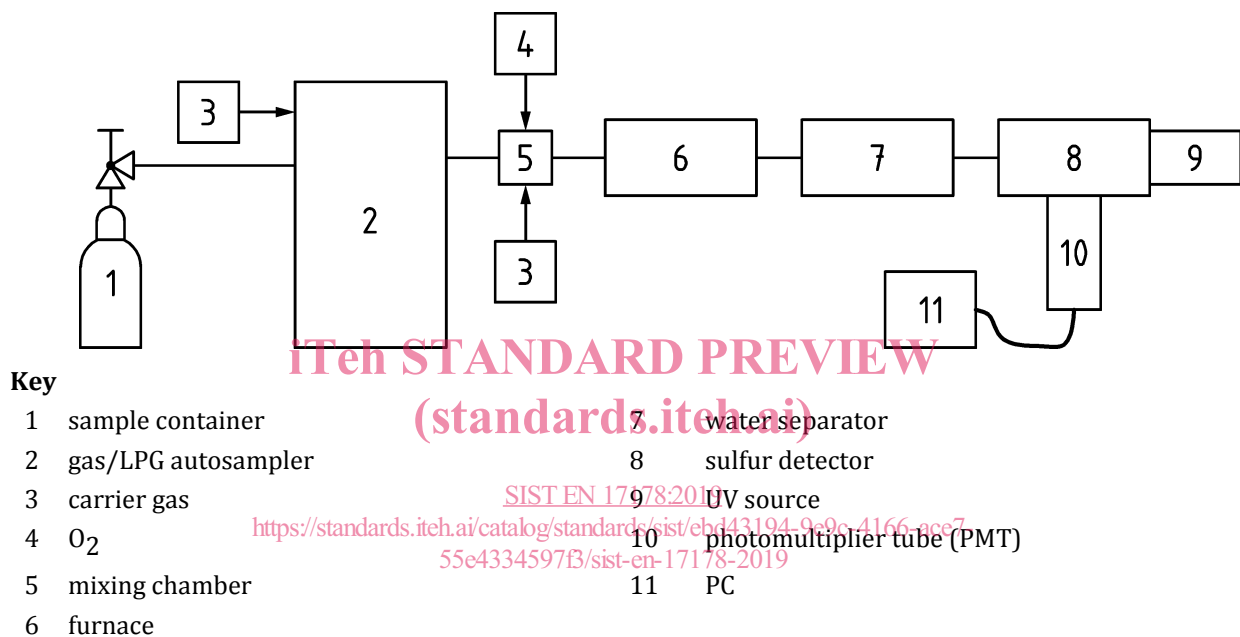 4
3
5
6
7
8
9
2
10
1
3
11
iTeh STANDARD PREVIEW
(standards.iteh.ai)
SIST EN 17178:2019
https://standards.iteh.ai/catalog/standards/sist/ebd43194-9e9c-4166-ace7-
55e4334597f3/sist-en-17178-2019
Key
1 sample container
2 gas/LPG autosampler
3 carrier gas
4 O2
5 mixing chamber
6 furnace
7 water separator
8 sulfur detector
9 UV source
10 photomultiplier tube (PMT)
11 PC